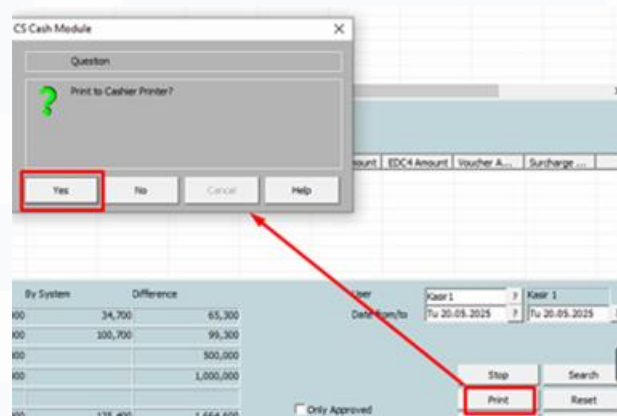 CS Cash Module
Question
Print to Cashier Printer?
Yes No Cancel Help
EDC4 Amount Voucher A... Surcharge ...
By System Difference
34,700 65,300
100,700 99,300
500,000
1,000,000
User Kasir1 ? Kasir 1
Date from/to Tu 20.05.2025 ? Tu 20.05.2025
Stop Search
Print Reset
Only Approved